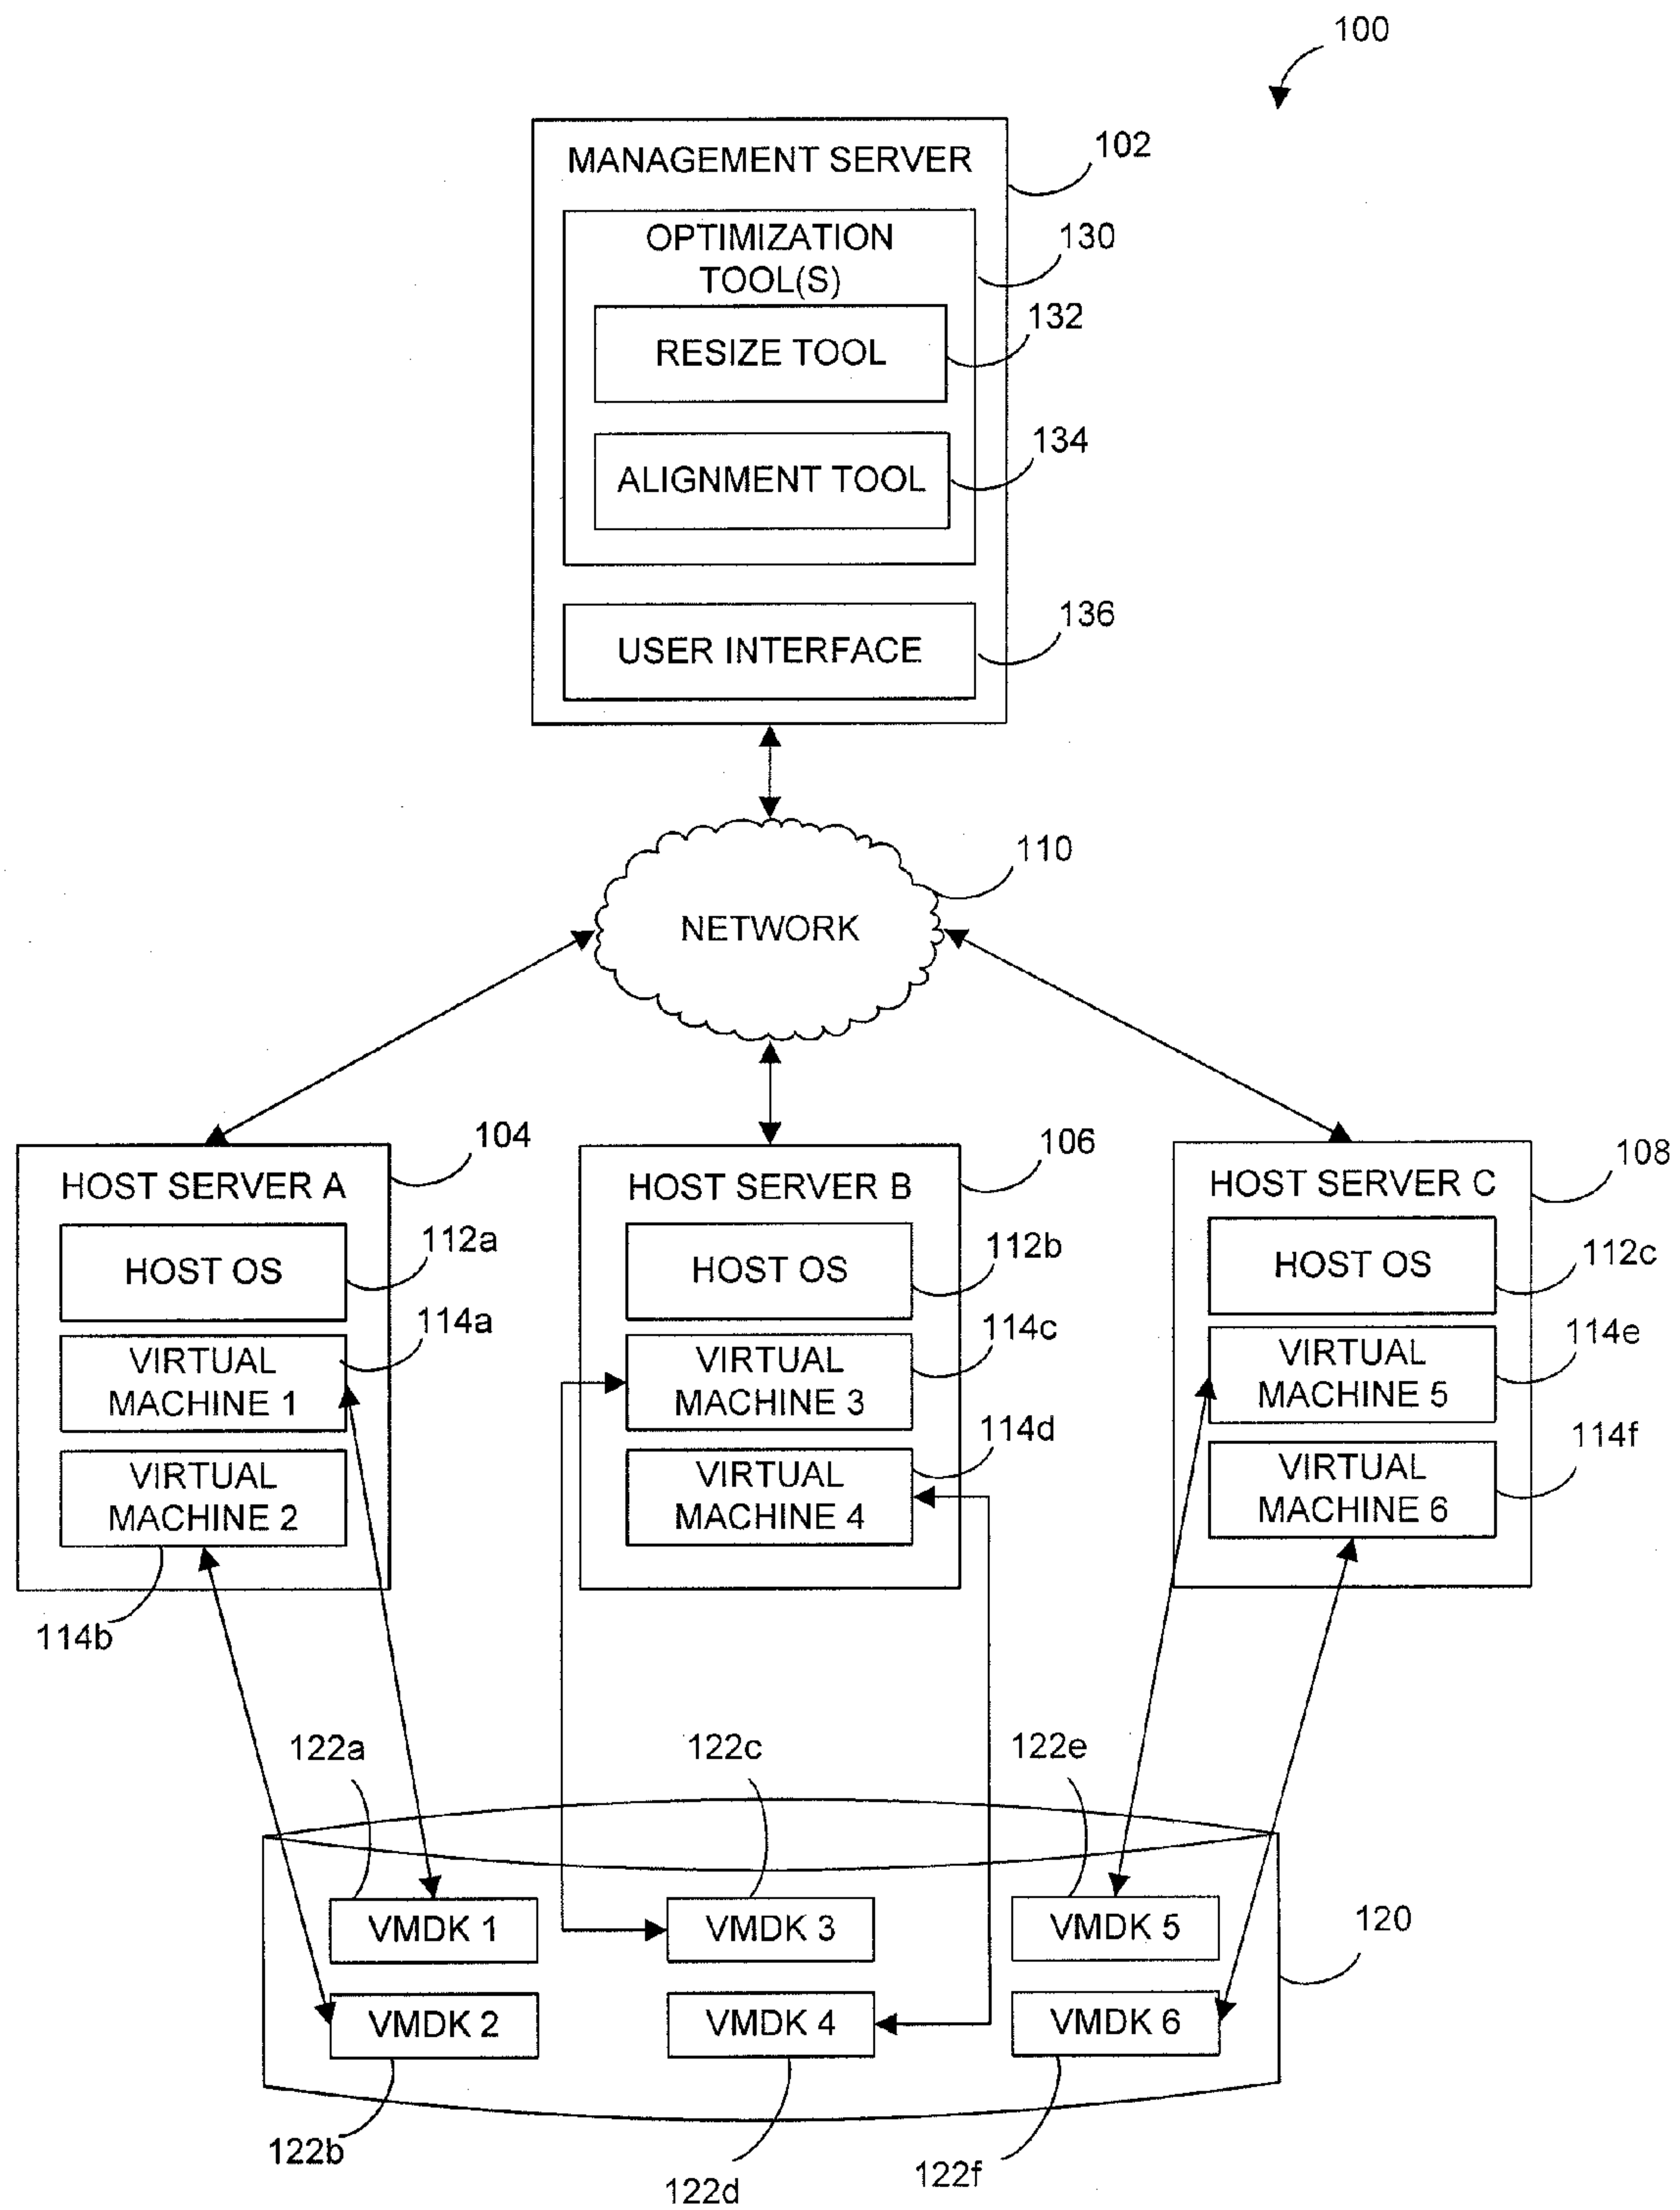 100
MANAGEMENT SERVER
102
OPTIMIZATION
TOOL(S)
130
RESIZE TOOL
132
ALIGNMENT TOOL
134
USER INTERFACE
136
NETWORK
110
HOST SERVER A
104
HOST OS
112a
VIRTUAL
MACHINE 1
114a
VIRTUAL
MACHINE 2
114b
HOST SERVER B
106
HOST OS
112b
VIRTUAL
MACHINE 3
114c
VIRTUAL
MACHINE 4
114d
HOST SERVER C
108
HOST OS
112c
VIRTUAL
MACHINE 5
114e
VIRTUAL
MACHINE 6
114f
122a
122c
122e
VMDK 1
VMDK 3
VMDK 5
120
VMDK 2
VMDK 4
VMDK 6
122b
122d
122f